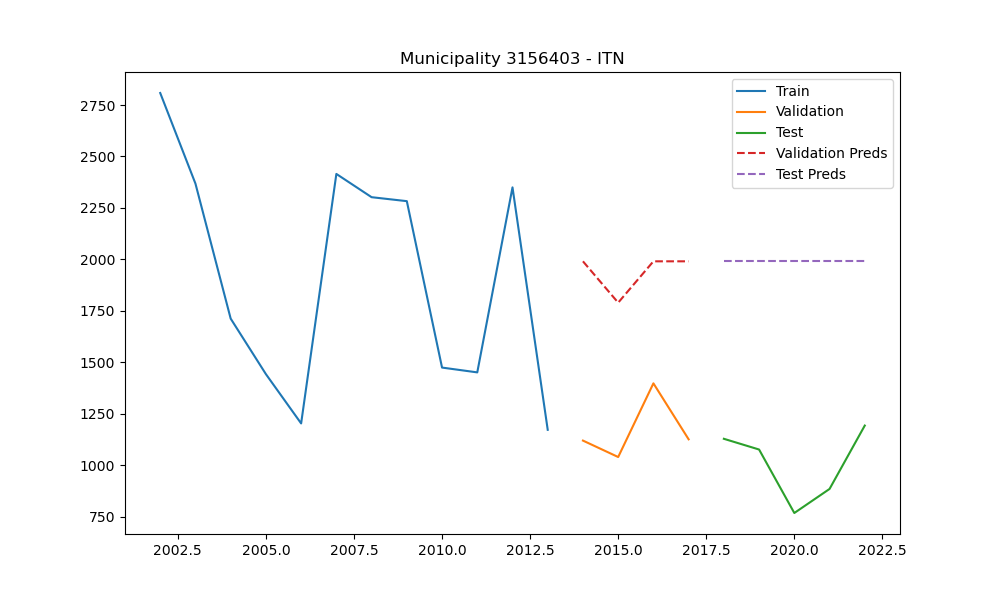 Municipality 3156403 - ITN
Train
Validation
Test
Validation Preds
Test Preds
2750
2500
2250
2000
1750
1500
1250
1000
750
2002.5 2005.0 2007.5 2010.0 2012.5 2015.0 2017.5 2020.0 2022.5